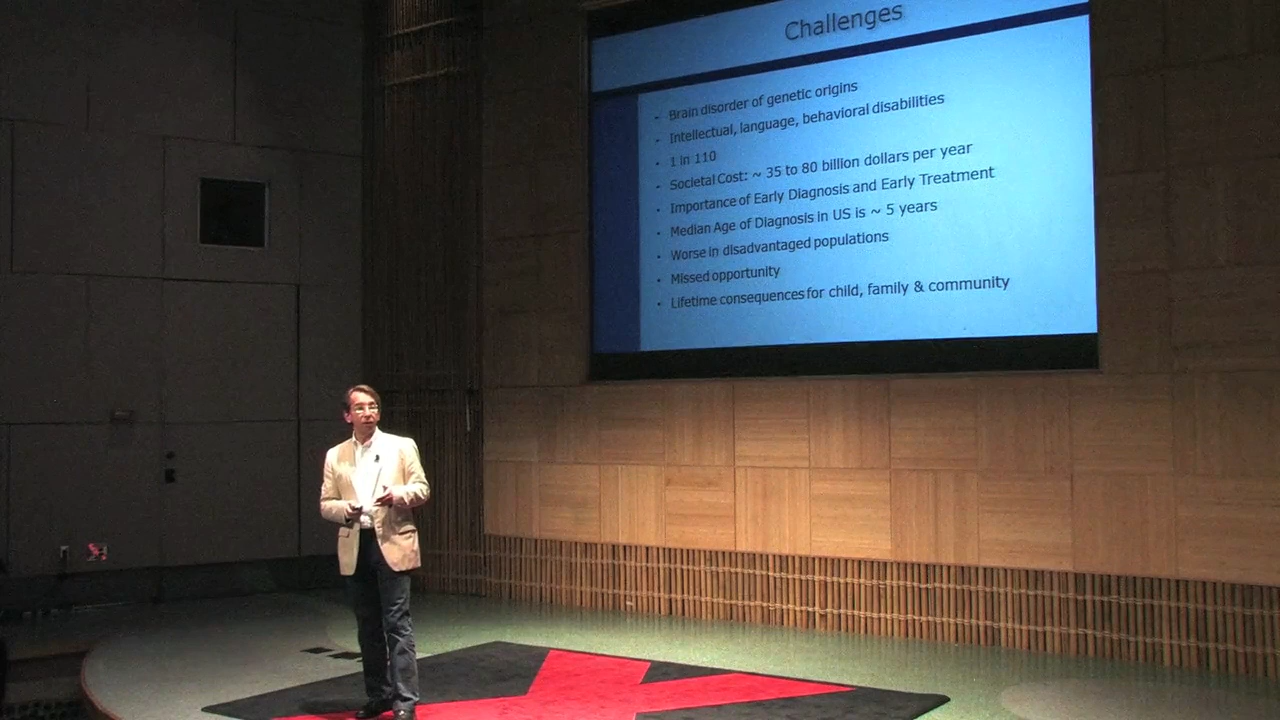 Challenges
Brain disorder of genetic origins
Intellectual, language, behavioral disabilities
1 in 110
Societal Cost: ~ 35 to 80 billion dollars per year
Importance of Early Diagnosis and Early Treatment
Median Age of Diagnosis in US is ~ 5 years
Worse in disadvantaged populations
Missed opportunity
Lifetime consequences for child, family & community